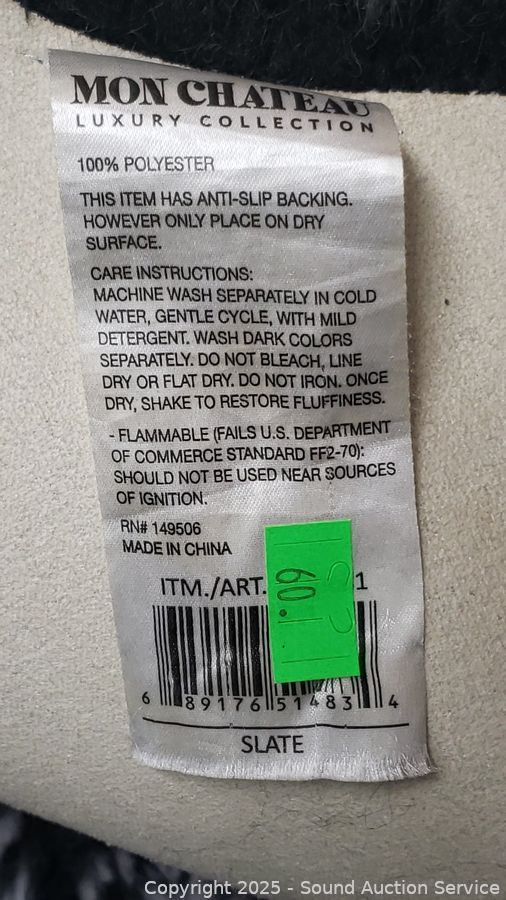 MON CHATEAU
LUXURY COLLECTION
100% POLYESTER
THIS ITEM HAS ANTI-SLIP BACKING.
HOWEVER ONLY PLACE ON DRY
SURFACE.
CARE INSTRUCTIONS:
MACHINE WASH SEPARATELY IN COLD
WATER, GENTLE CYCLE, WITH MILD
DETERGENT. WASH DARK COLORS
SEPARATELY. DO NOT BLEACH, LINE
DRY OR FLAT DRY. DO NOT IRON. ONCE
DRY, SHAKE TO RESTORE FLUFFINESS.
- FLAMMABLE (FAILS U.S. DEPARTMENT
OF COMMERCE STANDARD FF2-70):
SHOULD NOT BE USED NEAR SOURCES
OF IGNITION.
RN# 149506
MADE IN CHINA
ITM./ART. 1
6 89176 51483 4
SLATE
Copyright © 2025 - Sound Auction Service